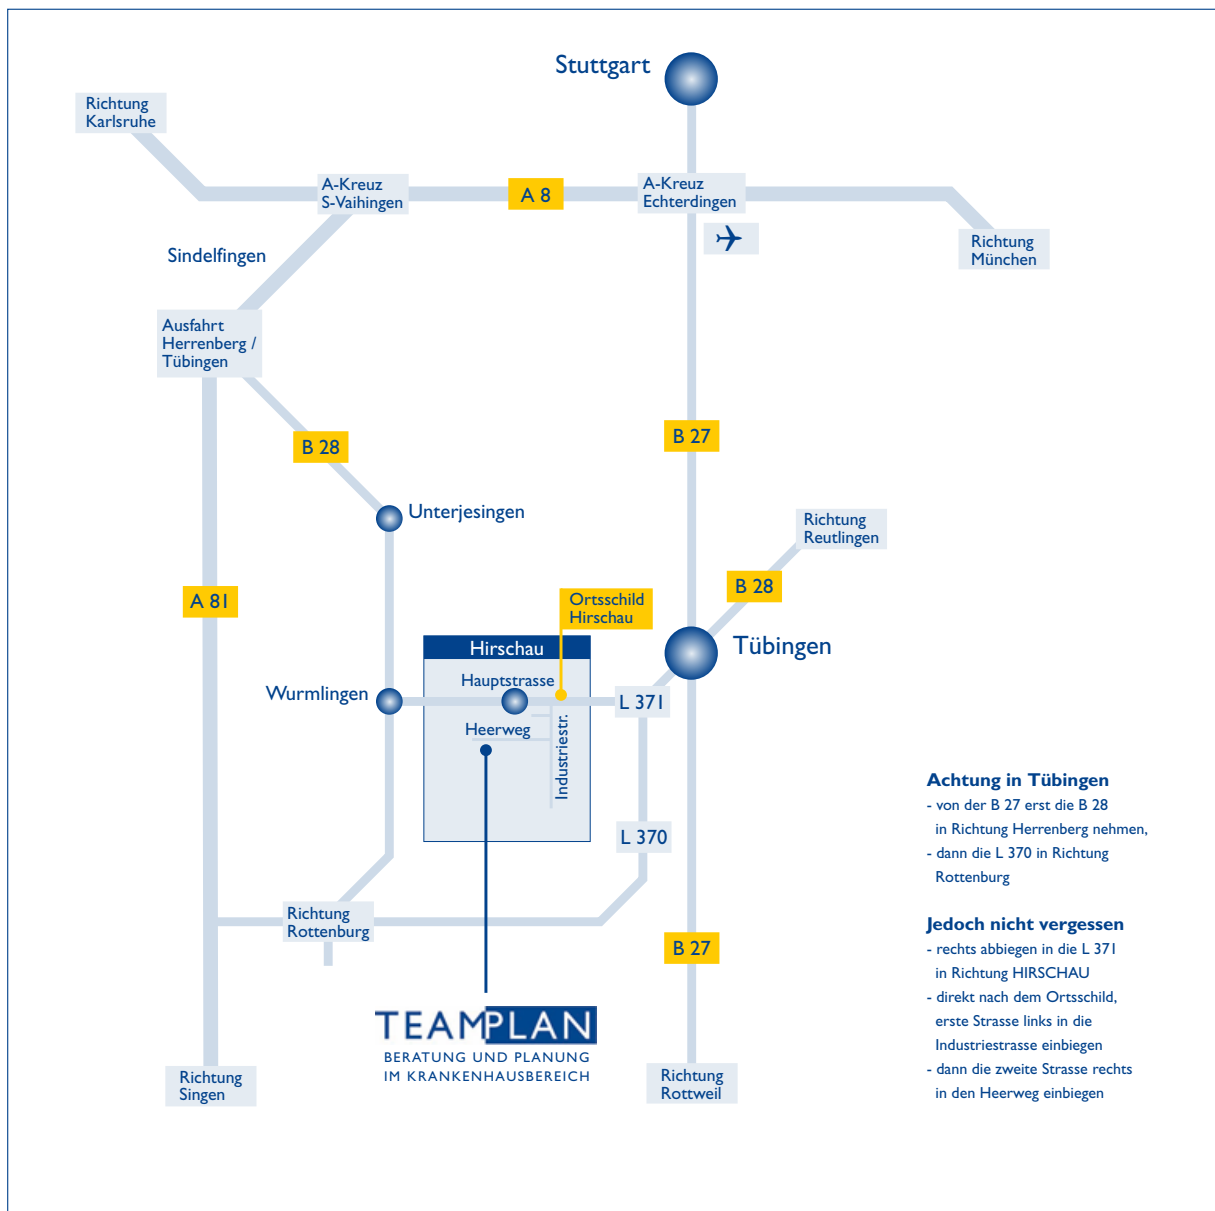 Stuttgart
Richtung
Karlsruhe
A-Kreuz
S-Vaihingen
A 8
A-Kreuz
Echterdingen
Richtung
München
Sindelfingen
Ausfahrt
Herrenberg /
Tübingen
B 28
B 27
Unterjesingen
Richtung
Reutlingen
A 81
B 28
Ortsschild
Hirschau
Hirschau
Tübingen
Hauptstrasse
Wurmlingen
L 371
Heerweg
Industriestr.
L 370
Richtung
Rottenburg
B 27
TEAMPLAN
BERATUNG UND PLANUNG
IM KRANKENHAUSBEREICH
Richtung
Singen
Richtung
Rottweil
Achtung in Tübingen
- von der B 27 erst die B 28
in Richtung Herrenberg nehmen,
- dann die L 370 in Richtung
Rottenburg
Jedoch nicht vergessen
- rechts abbiegen in die L 371
in Richtung HIRSCHAU
- direkt nach dem Ortsschild,
erste Strasse links in die
Industriestrasse einbiegen
- dann die zweite Strasse rechts
in den Heerweg einbiegen